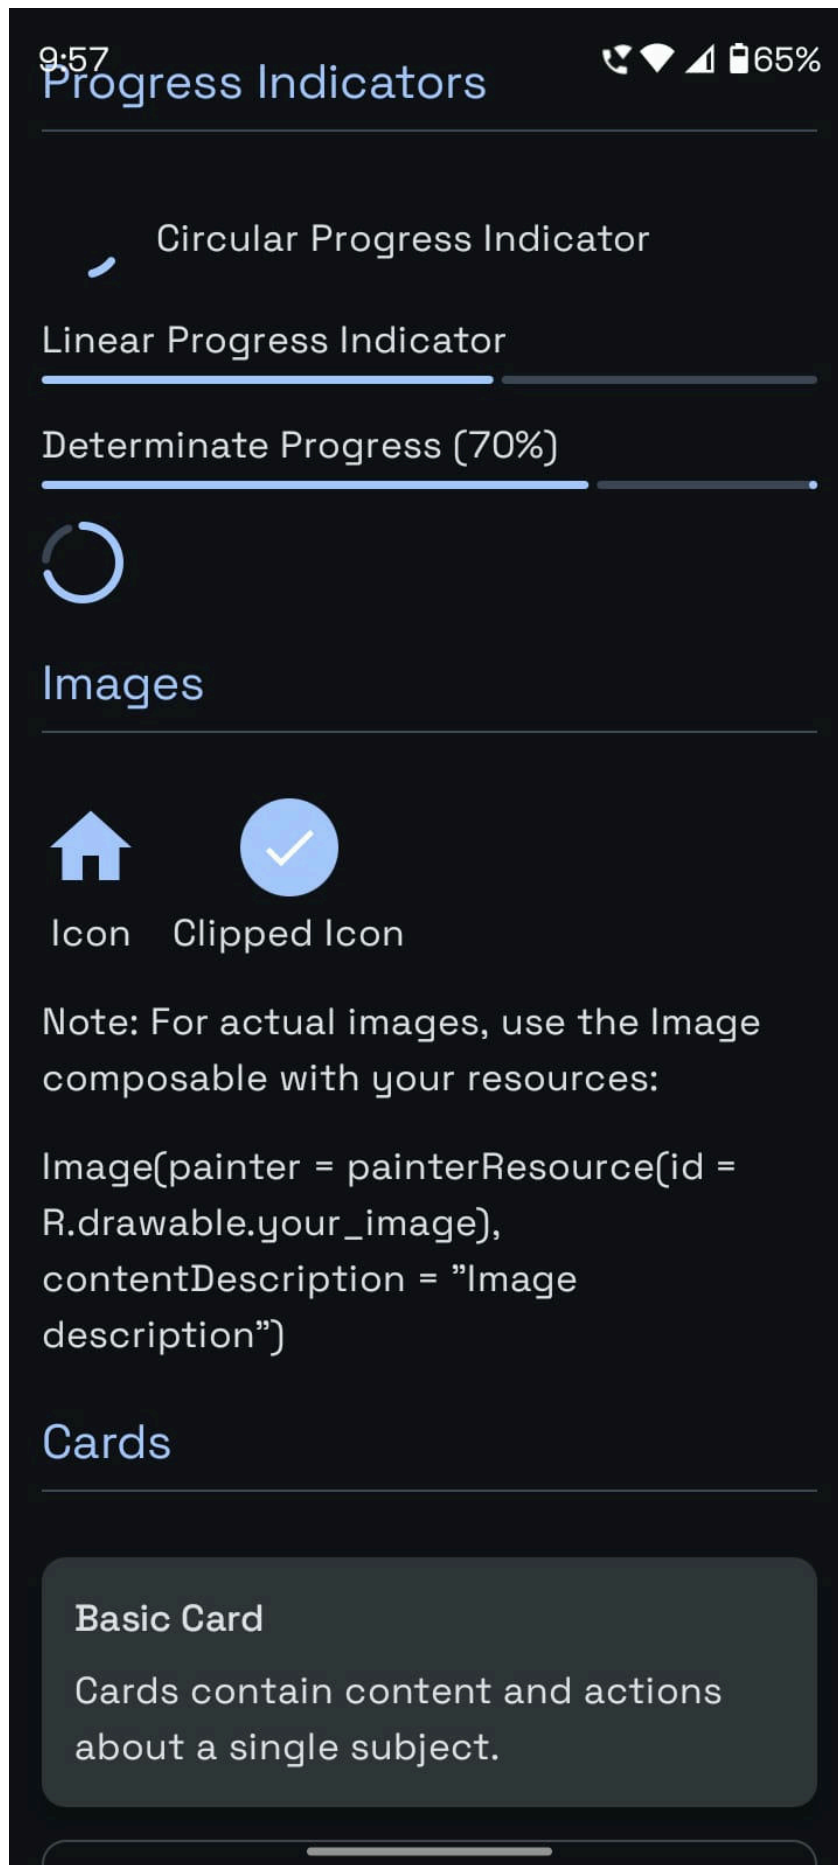 9:57
65%
Progress Indicators
Circular Progress Indicator
Linear Progress Indicator
Determinate Progress (70%)
Images
Icon
Clipped Icon
Note: For actual images, use the Image
composable with your resources:
Image(painter = painterResource(id =
R.drawable.your_image),
contentDescription = "Image
description")
Cards
Basic Card
Cards contain content and actions
about a single subject.